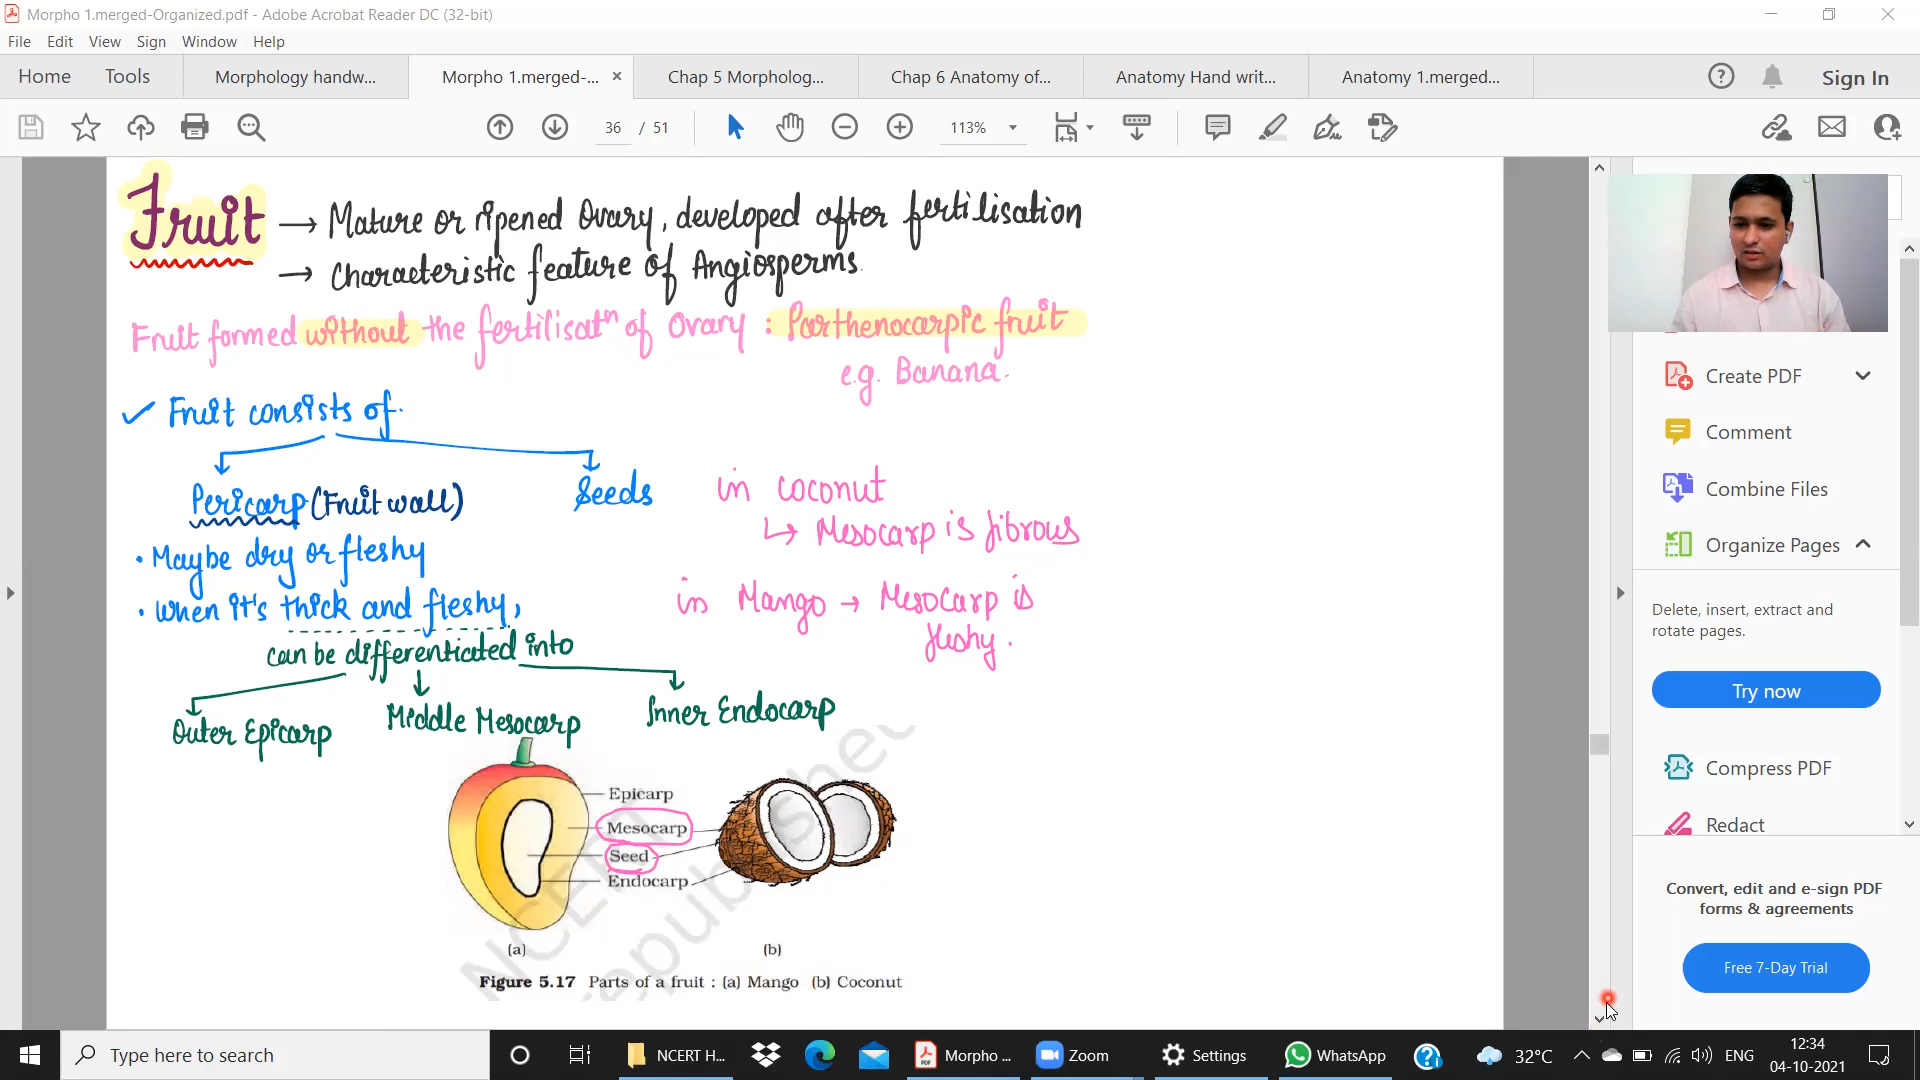 Morpho 1.merged-Organized.pdf - Adobe Acrobat Reader DC (32-bit)
File Edit View Sign Window Help
Home Tools Morphology handw... Morpho 1.merged-... × Chap 5 Morpholog... Chap 6 Anatomy of... Anatomy Hand writ... Anatomy 1.merged... Sign In
36 / 51 113%
Fruit → Mature or ripened Ovary, developed after fertilisation
→ Characteristic feature of Angiosperms.
Fruit formed without the fertilisatn of Ovary : Parthenocarpic fruit
e.g. Banana.
✓ Fruit consists of
Pericarp (Fruit wall) Seeds
• Maybe dry or fleshy
• When it's thick and fleshy,
can be differentiated into
Outer Epicarp Middle Mesocarp Inner Endocarp
in coconut
↳ Mesocarp is fibrous
in Mango → Mesocarp is
fleshy.
Epicarp
Mesocarp
Seed
Endocarp
(a) (b)
Figure 5.17 Parts of a fruit : (a) Mango (b) Coconut
NCERT
republished
Create PDF
Comment
Combine Files
Organize Pages
Delete, insert, extract and
rotate pages.
Try now
Compress PDF
Redact
Convert, edit and e-sign PDF
forms & agreements
Free 7-Day Trial
Type here to search
NCERT H...
Morpho ...
Zoom
Settings
WhatsApp
32°C
ENG
12:34
04-10-2021